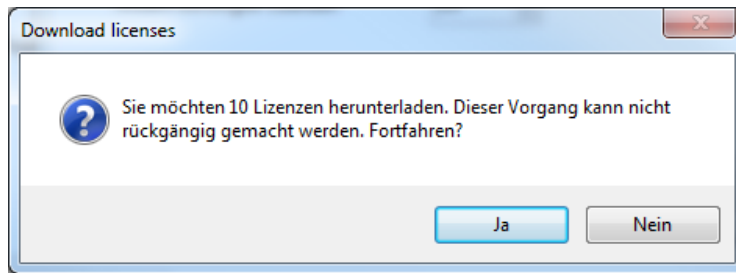 Download licenses
Sie möchten 10 Lizenzen herunterladen. Dieser Vorgang kann nicht
rückgängig gemacht werden. Fortfahren?
Ja
Nein